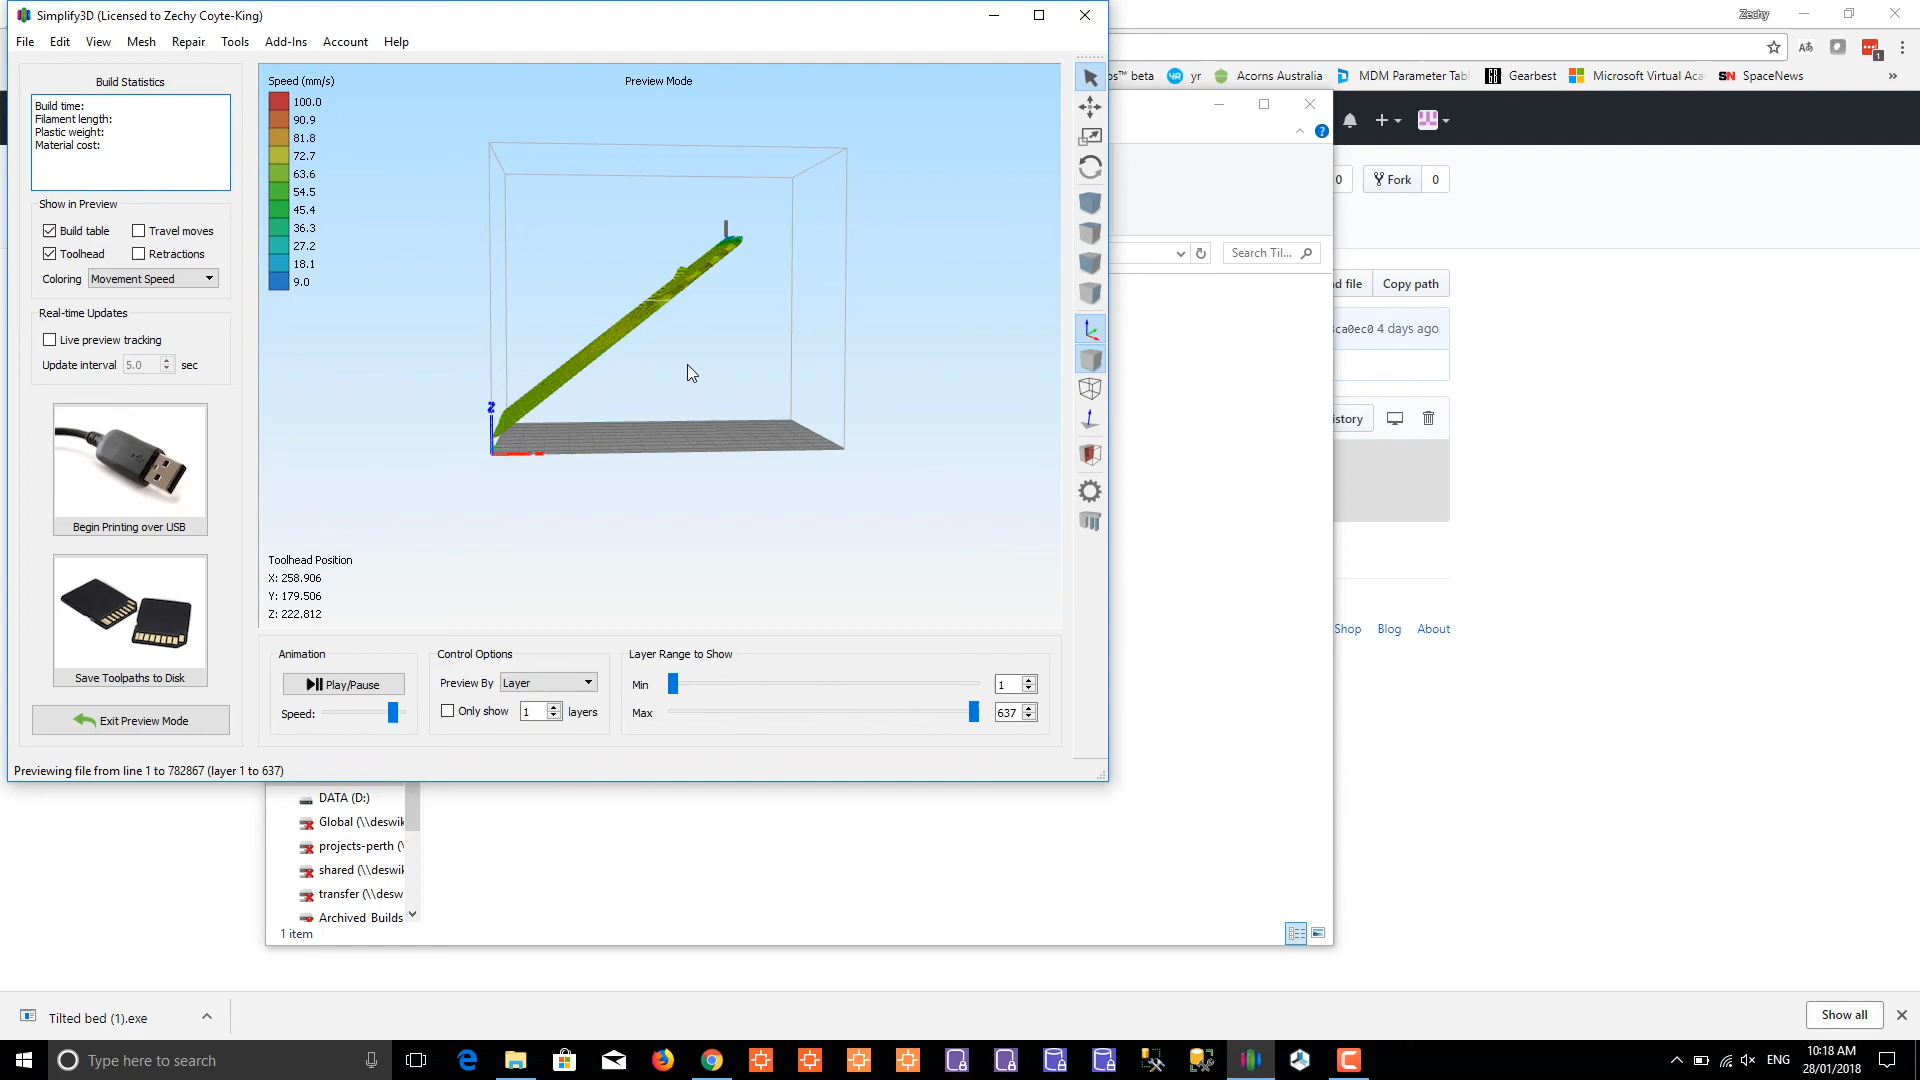 Simplify3D (Licensed to Zechy Coyte-King)
File Edit View Mesh Repair Tools Add-Ins Account Help
Build Statistics
Build time:
Filament length:
Plastic weight:
Material cost:
Show in Preview
Build table Travel moves
Toolhead Retractions
Coloring Movement Speed
Real-time Updates
Live preview tracking
Update interval 5.0 sec
Begin Printing over USB
Save Toolpaths to Disk
Exit Preview Mode
Speed (mm/s)
100.0
90.9
81.8
72.7
63.6
54.5
45.4
36.3
27.2
18.1
9.0
Preview Mode
Z
Toolhead Position
X: 258.906
Y: 179.506
Z: 222.812
Animation
Play/Pause
Speed:
Control Options
Preview By Layer
Only show 1 layers
Layer Range to Show
Min 1
Max 637
Previewing file from line 1 to 782867 (layer 1 to 637)
Zechy
1
ps™ beta yr Acorns Australia MDM Parameter Tabl Gearbest Microsoft Virtual Aca SN SpaceNews »
0 Fork 0
Search Til...
d file Copy path
ca0ec0 4 days ago
istory
Shop Blog About
DATA (D:)
Global (\\deswik
projects-perth (\
shared (\\deswik
transfer (\\desw
Archived Builds
1 item
Tilted bed (1).exe
Show all
Type here to search
ENG
10:18 AM
28/01/2018